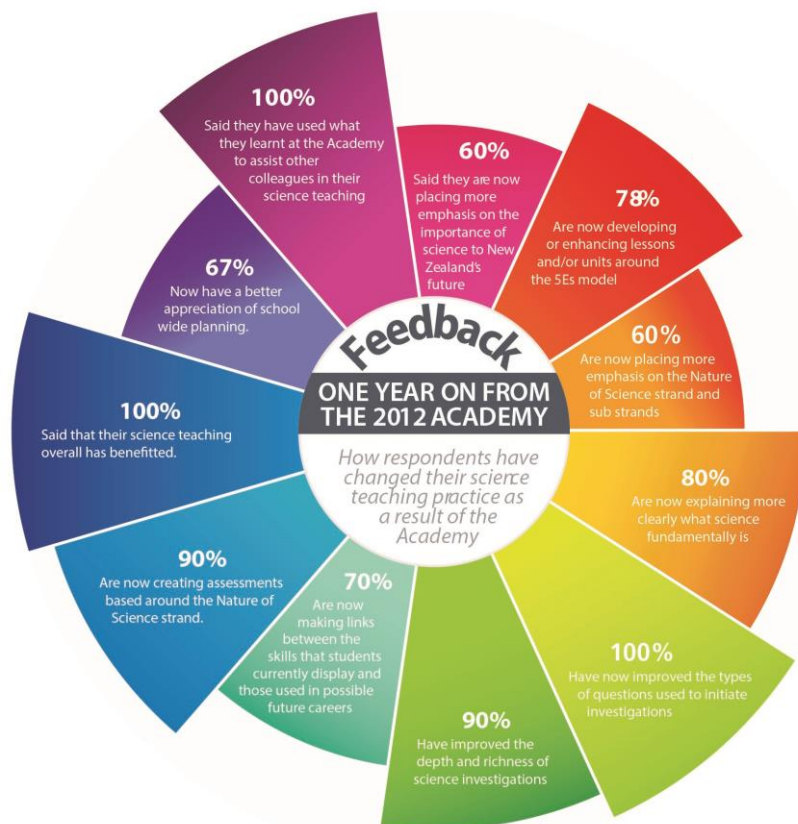 Feedback
ONE YEAR ON FROM
THE 2012 ACADEMY
How respondents have
changed their science
teaching practice as
a result of the
Academy
60%
Said they are now
placing more
emphasis on the
importance of
science to New
Zealand's
future
78%
Are now developing
or enhancing lessons
and/or units around
the 5Es model
60%
Are now placing more
emphasis on the Nature
of Science strand and
sub strands
80%
Are now explaining more
clearly what science
fundamentally is
100%
Have now improved the types
of questions used to initiate
investigations
90%
Have improved the
depth and richness of
science investigations
70%
Are now
making links
between the
skills that students
currently display and
those used in possible
future careers
90%
Are now creating assessments
based around the Nature of
Science strand.
100%
Said that their science teaching
overall has benefitted.
67%
Now have a better
appreciation of school
wide planning.
100%
Said they have used what
they learnt at the Academy
to assist other
colleagues in their
science teaching